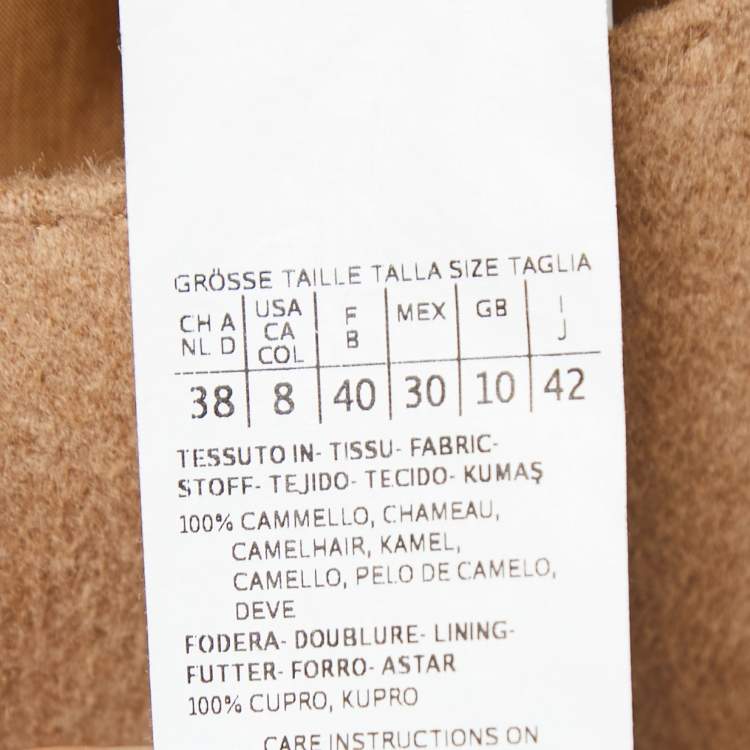 GRÖSSE TAILLE TALLA SIZE TAGLIA
CH A NL D | USA CA COL | F B | MEX | GB | I J
38 | 8 | 40 | 30 | 10 | 42
TESSUTO IN- TISSU- FABRIC-
STOFF- TEJIDO- TECIDO- KUMAŞ
100% CAMMELLO, CHAMEAU,
CAMELHAIR, KAMEL,
CAMELLO, PELO DE CAMELO,
DEVE
FODERA- DOUBLURE- LINING-
FUTTER- FORRO- ASTAR
100% CUPRO, KUPRO
CARE INSTRUCTIONS ON